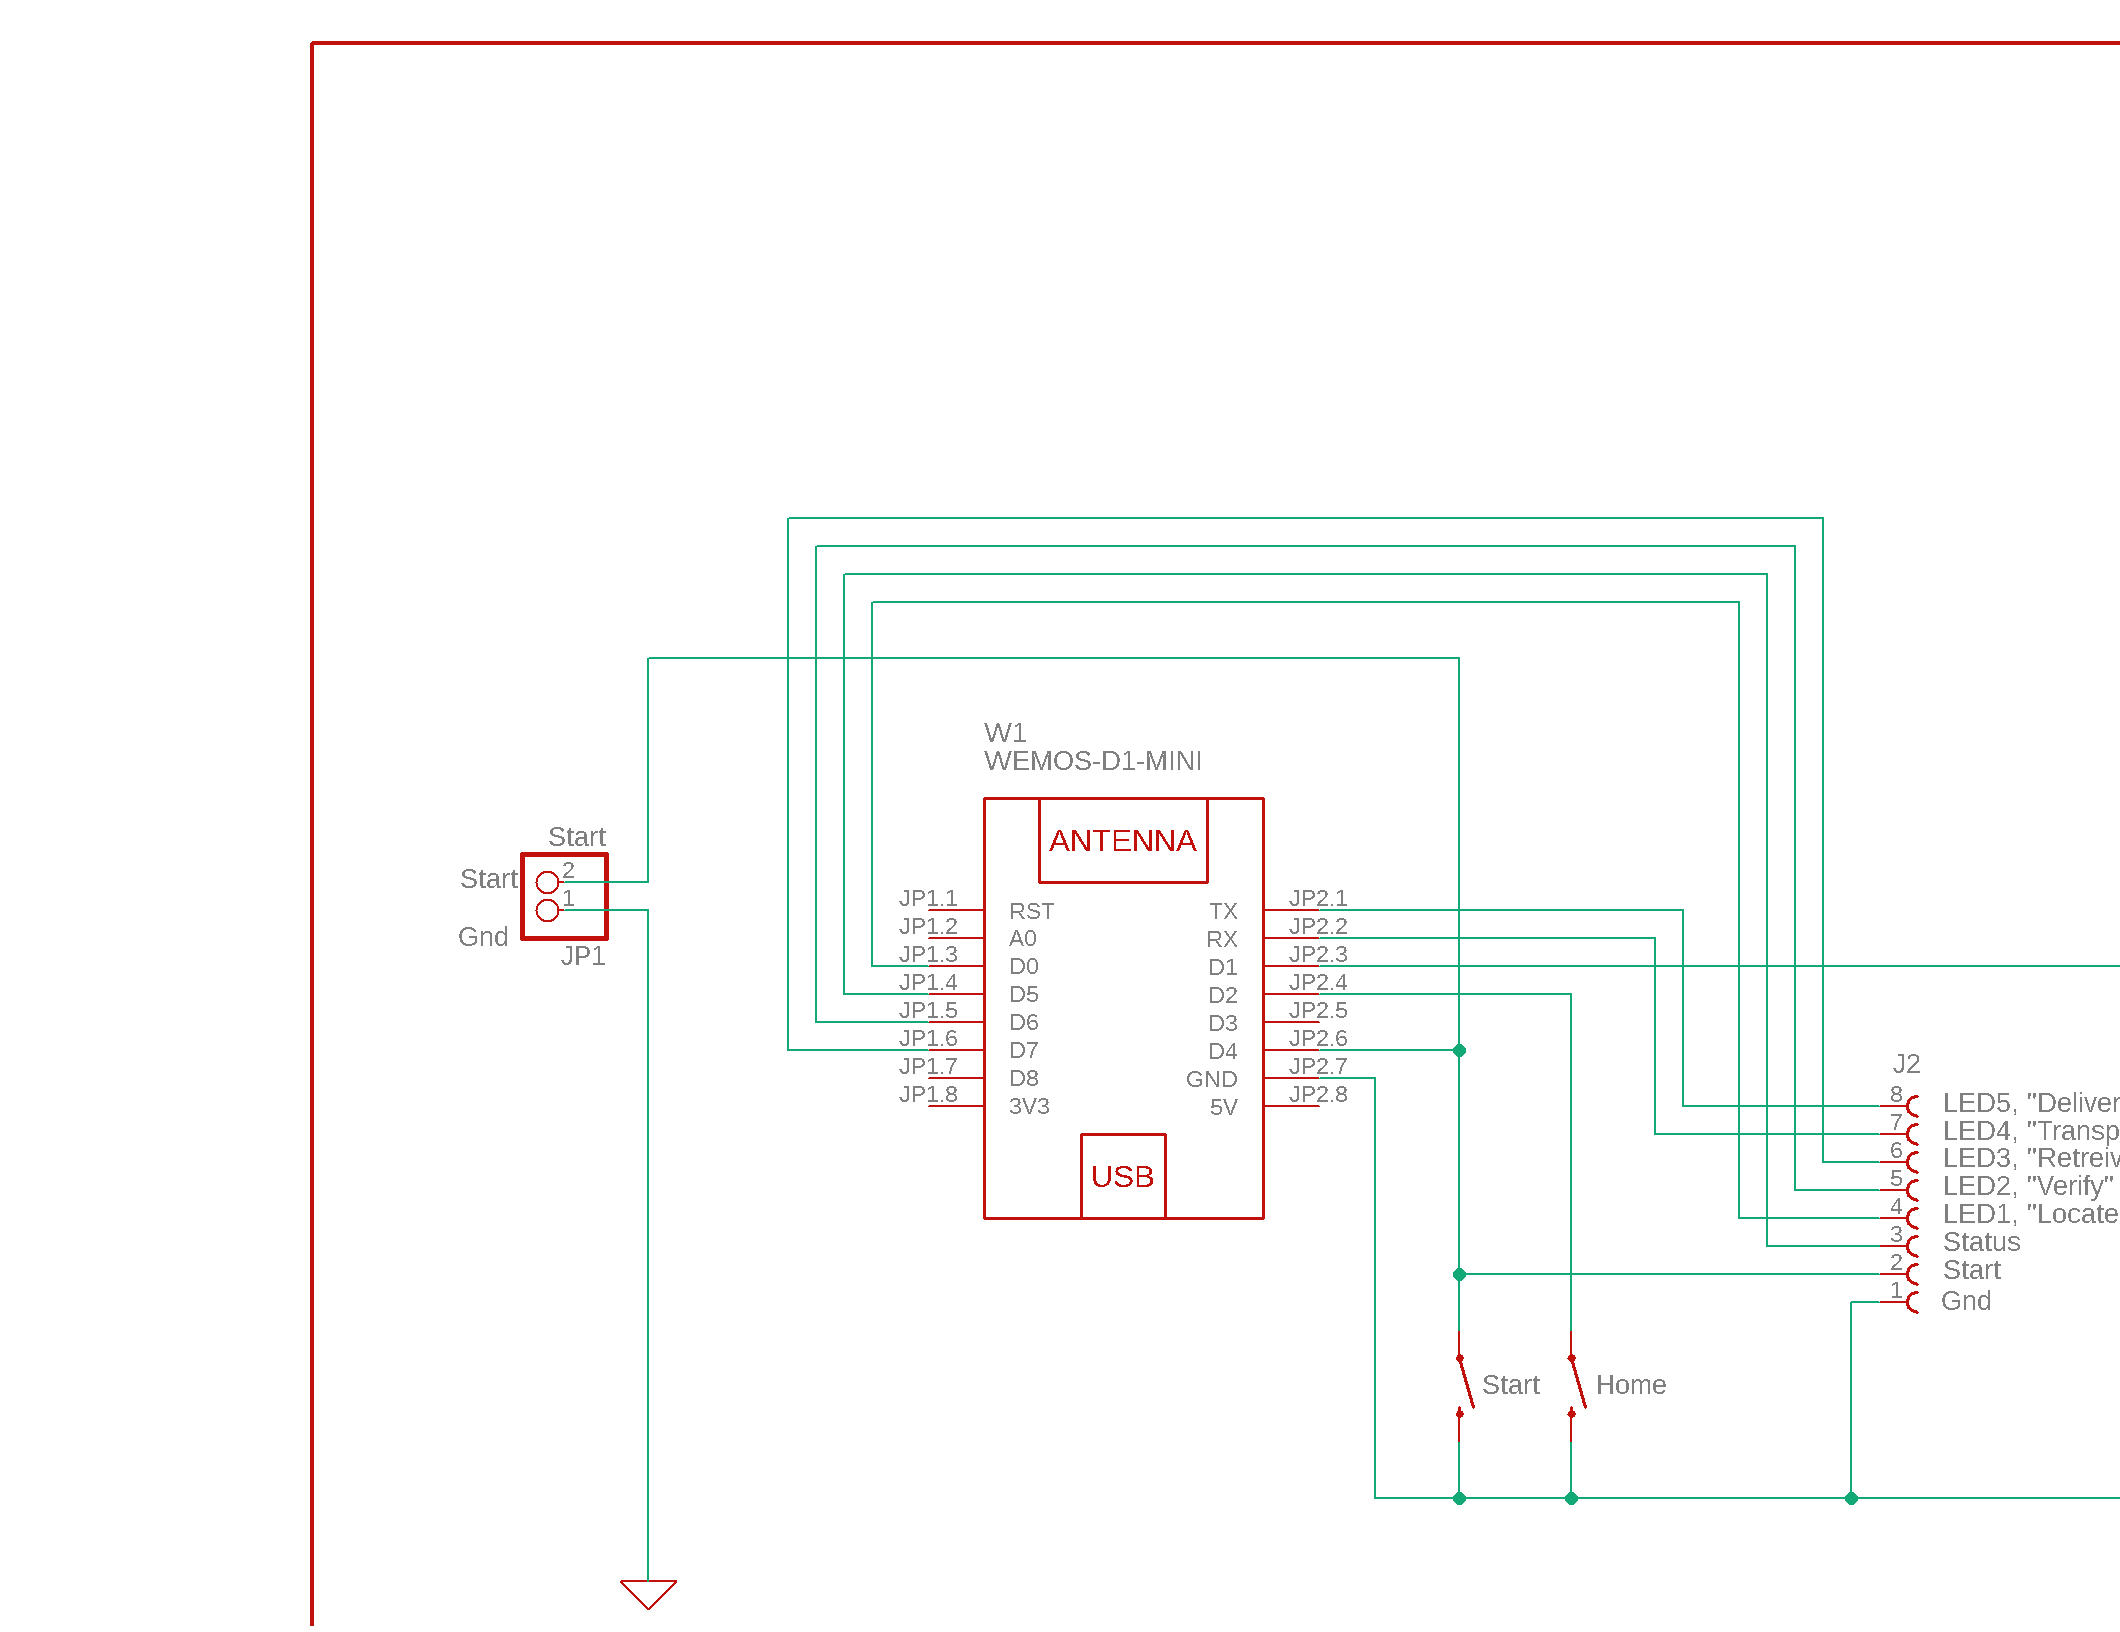 W1
WEMOS-D1-MINI
ANTENNA
Start
Start
2
1
Gnd
JP1
JP1.1 RST TX JP2.1
JP1.2 A0 RX JP2.2
JP1.3 D0 D1 JP2.3
JP1.4 D5 D2 JP2.4
JP1.5 D6 D3 JP2.5
JP1.6 D7 D4 JP2.6
JP1.7 D8 GND JP2.7
JP1.8 3V3 5V JP2.8
USB
J2
8 LED5, "Deliver
7 LED4, "Transp
6 LED3, "Retreiv
5 LED2, "Verify"
4 LED1, "Locate
3 Status
2 Start
1 Gnd
Start
Home